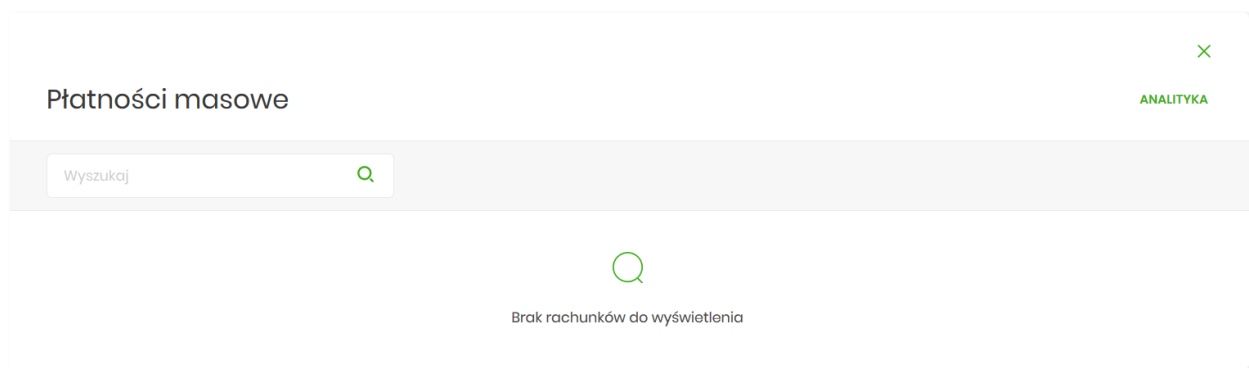 Płatności masowe
ANALITYKA
Wyszukaj
Brak rachunków do wyświetlenia